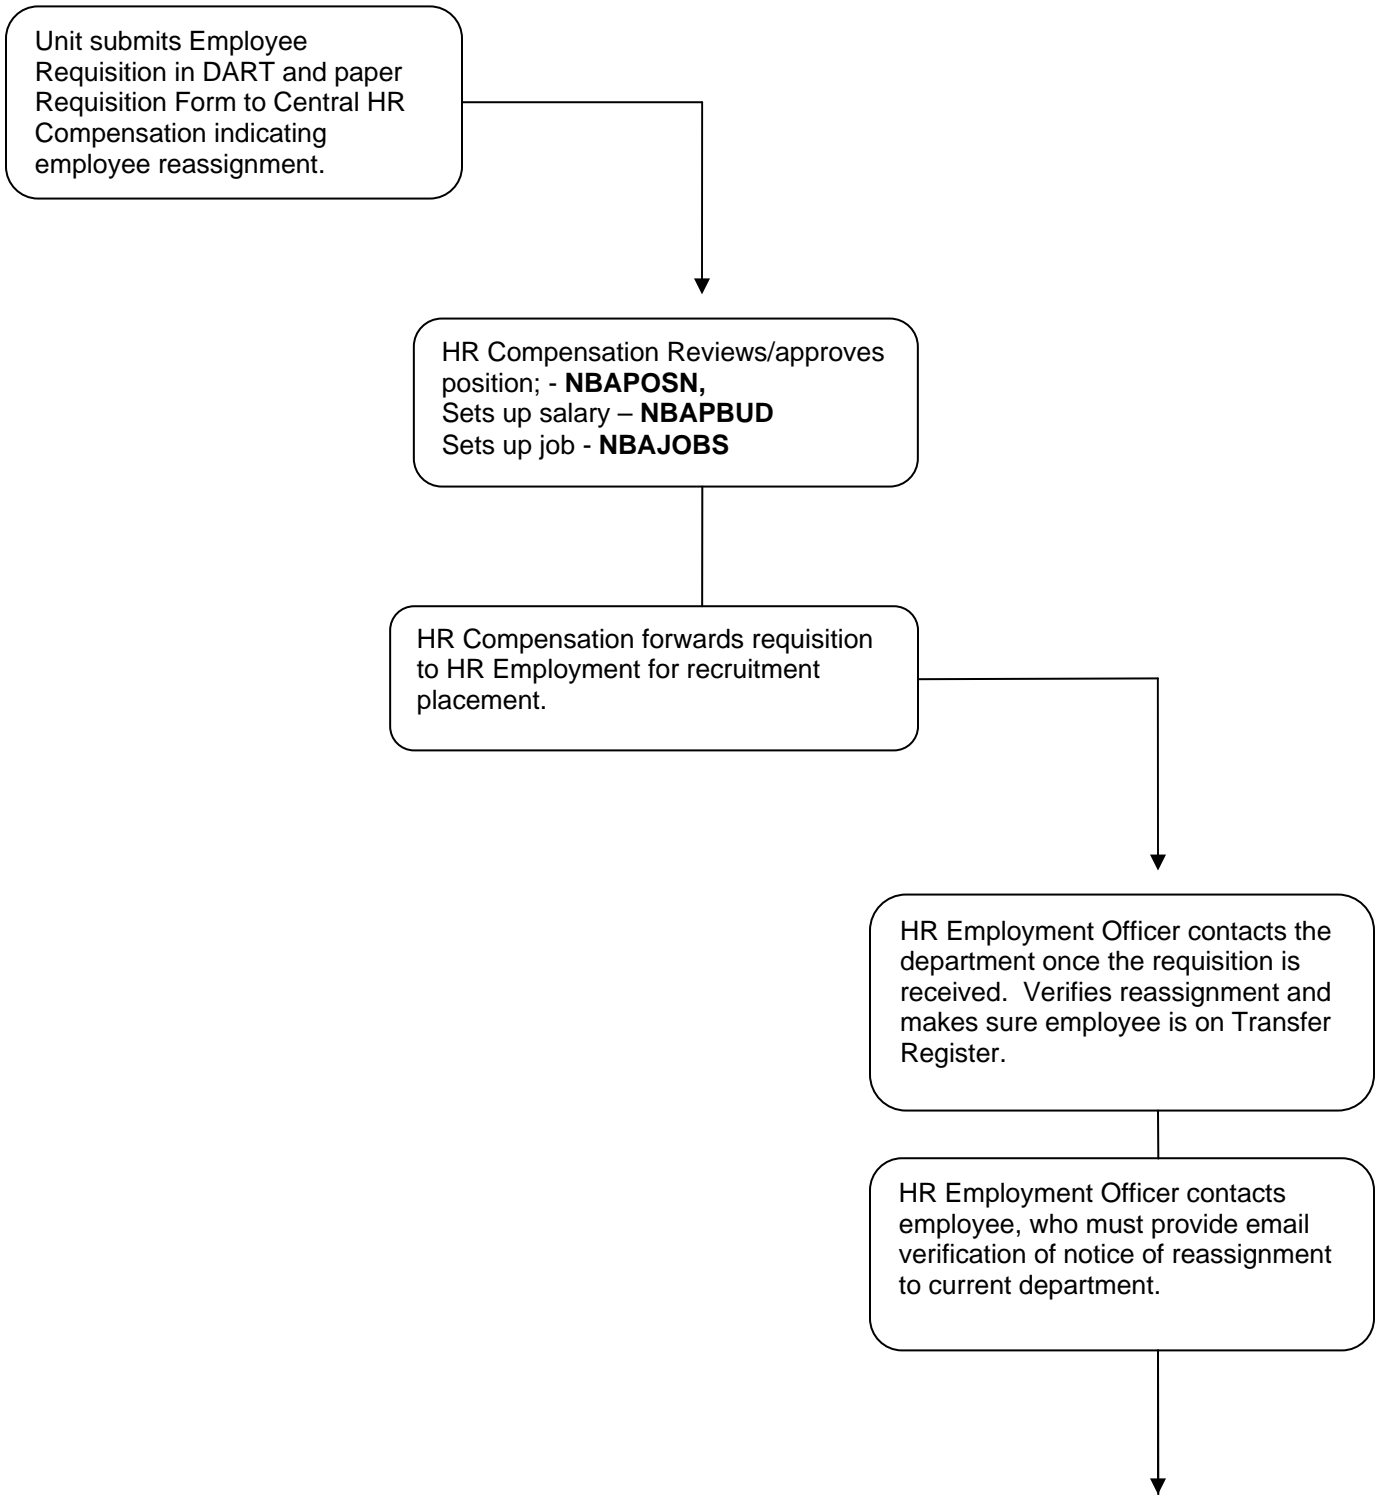 Unit submits Employee
Requisition in DART and paper
Requisition Form to Central HR
Compensation indicating
employee reassignment.
HR Compensation Reviews/approves
position; - NBAPOSN,
Sets up salary – NBAPBUD
Sets up job - NBAJOBS
HR Compensation forwards requisition
to HR Employment for recruitment
placement.
HR Employment Officer contacts the
department once the requisition is
received.  Verifies reassignment and
makes sure employee is on Transfer
Register.
HR Employment Officer contacts
employee, who must provide email
verification of notice of reassignment
to current department.